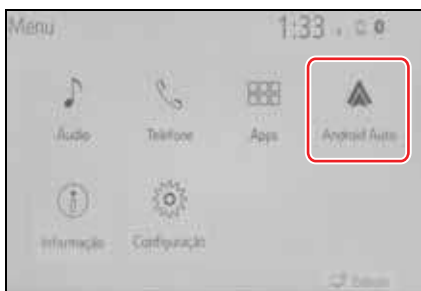 Menu 1:33
Áudio Telefone Apps Android Auto
Informação Configuração